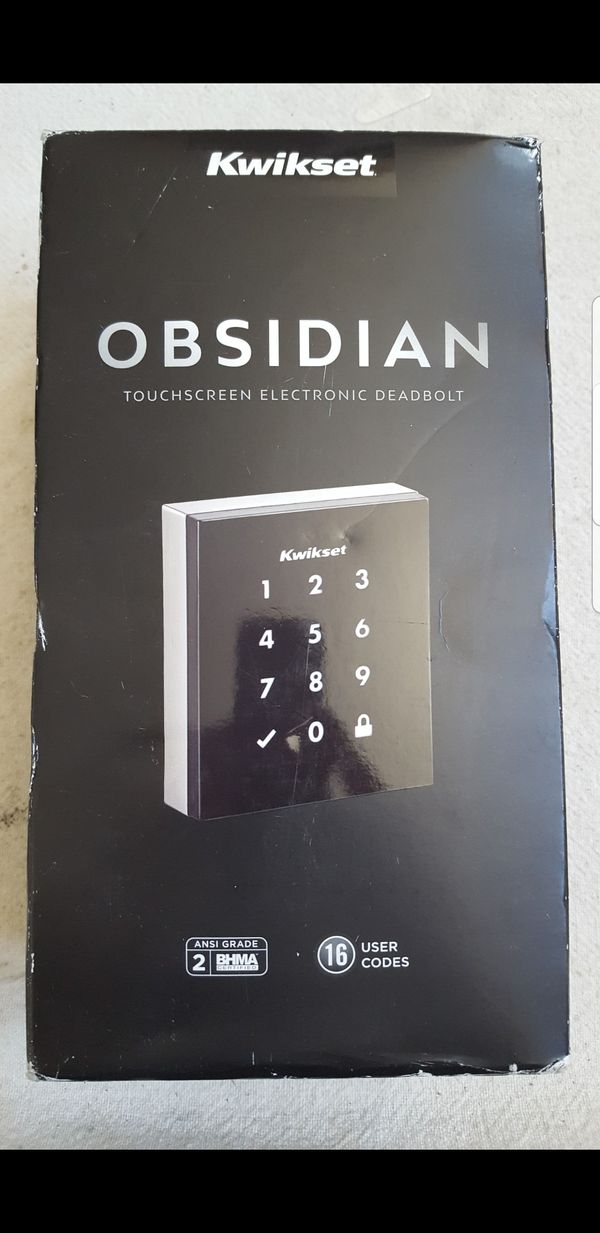 Kwikset
OBSIDIAN
TOUCHSCREEN ELECTRONIC DEADBOLT
Kwikset
1 2 3
4 5 6
7 8 9
0
ANSI GRADE
2 BHMA
CERTIFIED
16 USER
CODES